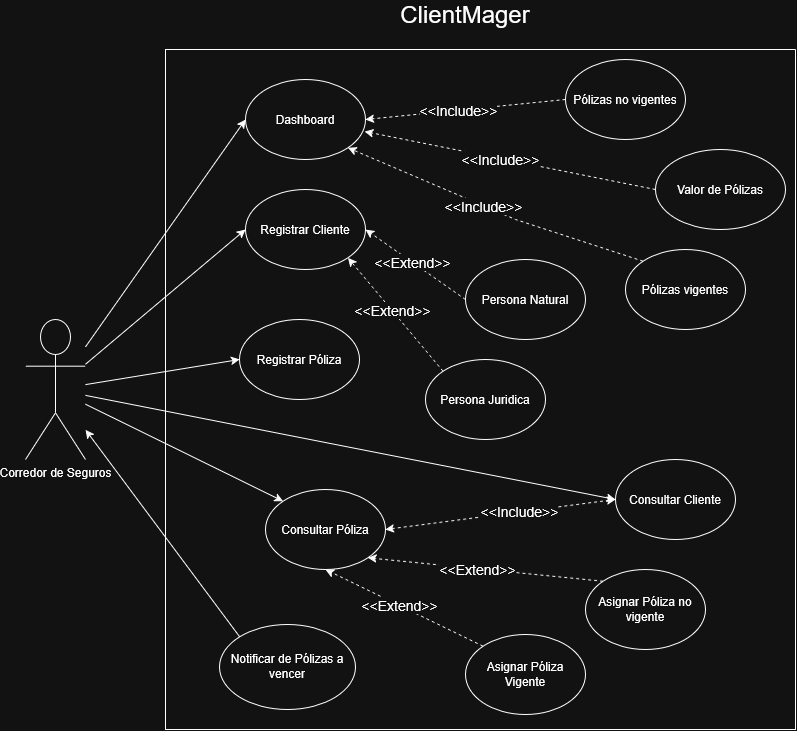 ClientMager
Dashboard
<<Include>>
Pólizas no vigentes
<<Include>>
Valor de Pólizas
<<Include>>
Pólizas vigentes
Registrar Cliente
<<Extend>>
Persona Natural
<<Extend>>
Persona Juridica
Registrar Póliza
Corredor de Seguros
Consultar Cliente
<<Include>>
Consultar Póliza
<<Extend>>
Asignar Póliza no
vigente
<<Extend>>
Asignar Póliza
Vigente
Notificar de Pólizas a
vencer